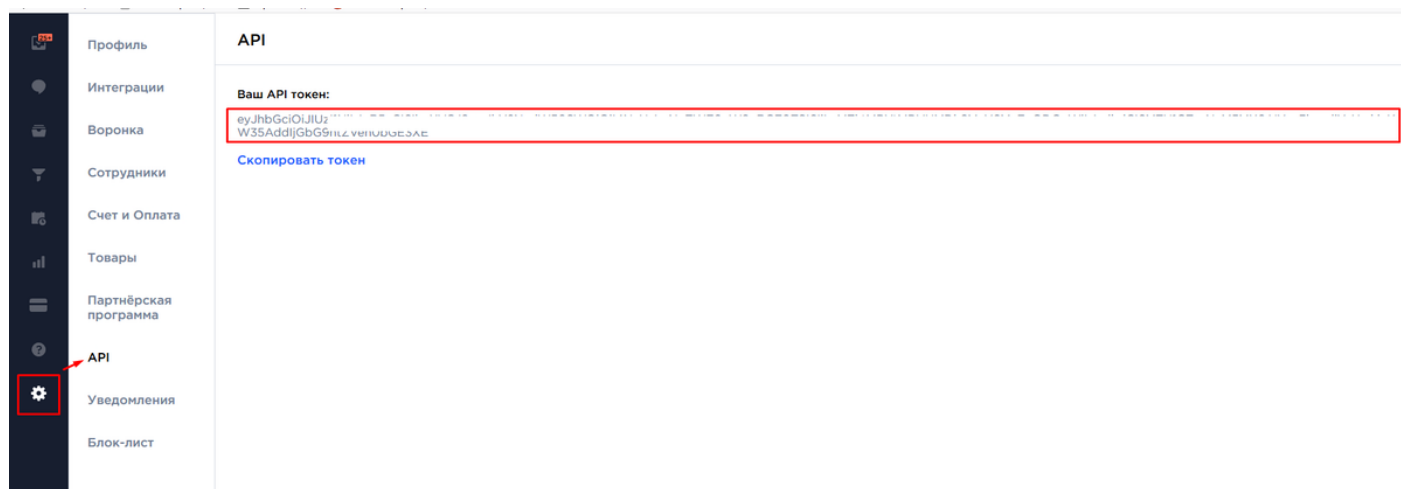 25+
Профиль
Интеграции
Воронка
Сотрудники
Счет и Оплата
Товары
Партнёрская
программа
API
Уведомления
Блок-лист
API
Ваш API токен:
Скопировать токен